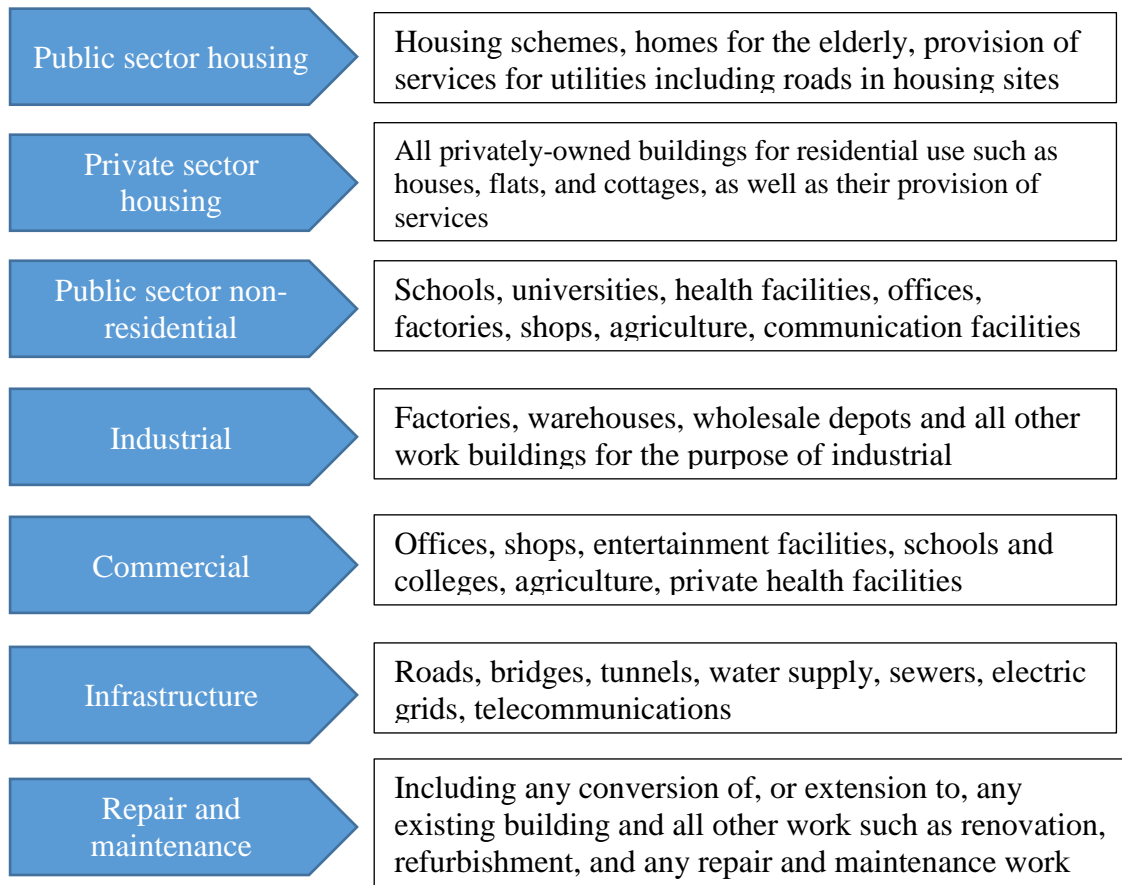 Public sector housing
Housing schemes, homes for the elderly, provision of
services for utilities including roads in housing sites
Private sector
housing
All privately-owned buildings for residential use such as
houses, flats, and cottages, as well as their provision of
services
Public sector non-
residential
Schools, universities, health facilities, offices,
factories, shops, agriculture, communication facilities
Industrial
Factories, warehouses, wholesale depots and all other
work buildings for the purpose of industrial
Commercial
Offices, shops, entertainment facilities, schools and
colleges, agriculture, private health facilities
Infrastructure
Roads, bridges, tunnels, water supply, sewers, electric
grids, telecommunications
Repair and
maintenance
Including any conversion of, or extension to, any
existing building and all other work such as renovation,
refurbishment, and any repair and maintenance work